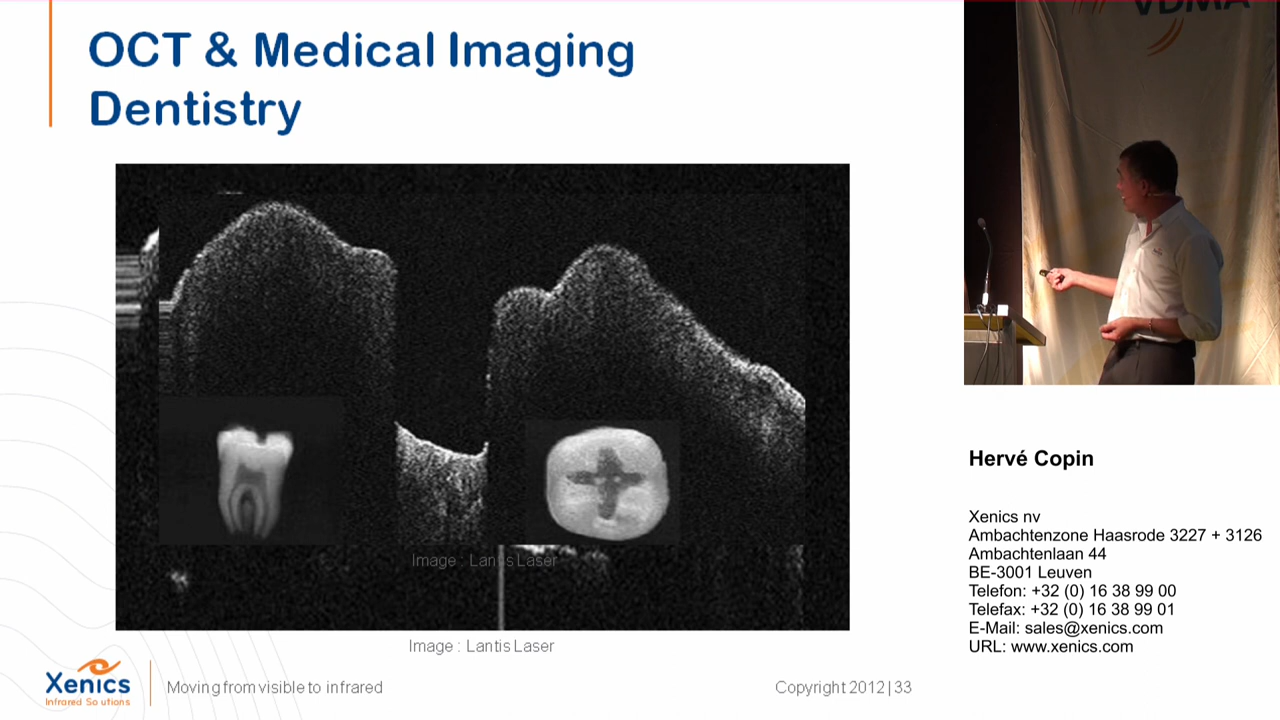 OCT & Medical Imaging
Dentistry
Image : Lantis Laser
Image : Lantis Laser
Xenics
Infrared Solutions
Moving from visible to infrared
Copyright 2012|33
VDMA
Hervé Copin
Xenics nv
Ambachtenzone Haasrode 3227 + 3126
Ambachtenlaan 44
BE-3001 Leuven
Telefon: +32 (0) 16 38 99 00
Telefax: +32 (0) 16 38 99 01
E-Mail: sales@xenics.com
URL: www.xenics.com